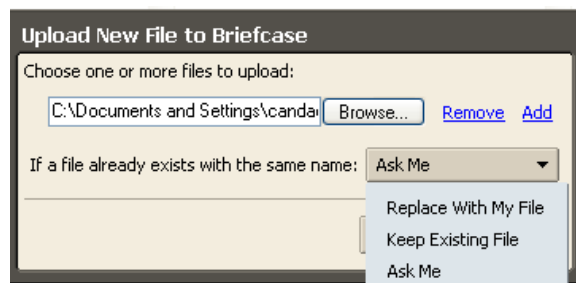 Upload New File to Briefcase
Choose one or more files to upload:
C:\Documents and Settings\canda Browse... Remove Add
If a file already exists with the same name: Ask Me
Replace With My File
Keep Existing File
Ask Me